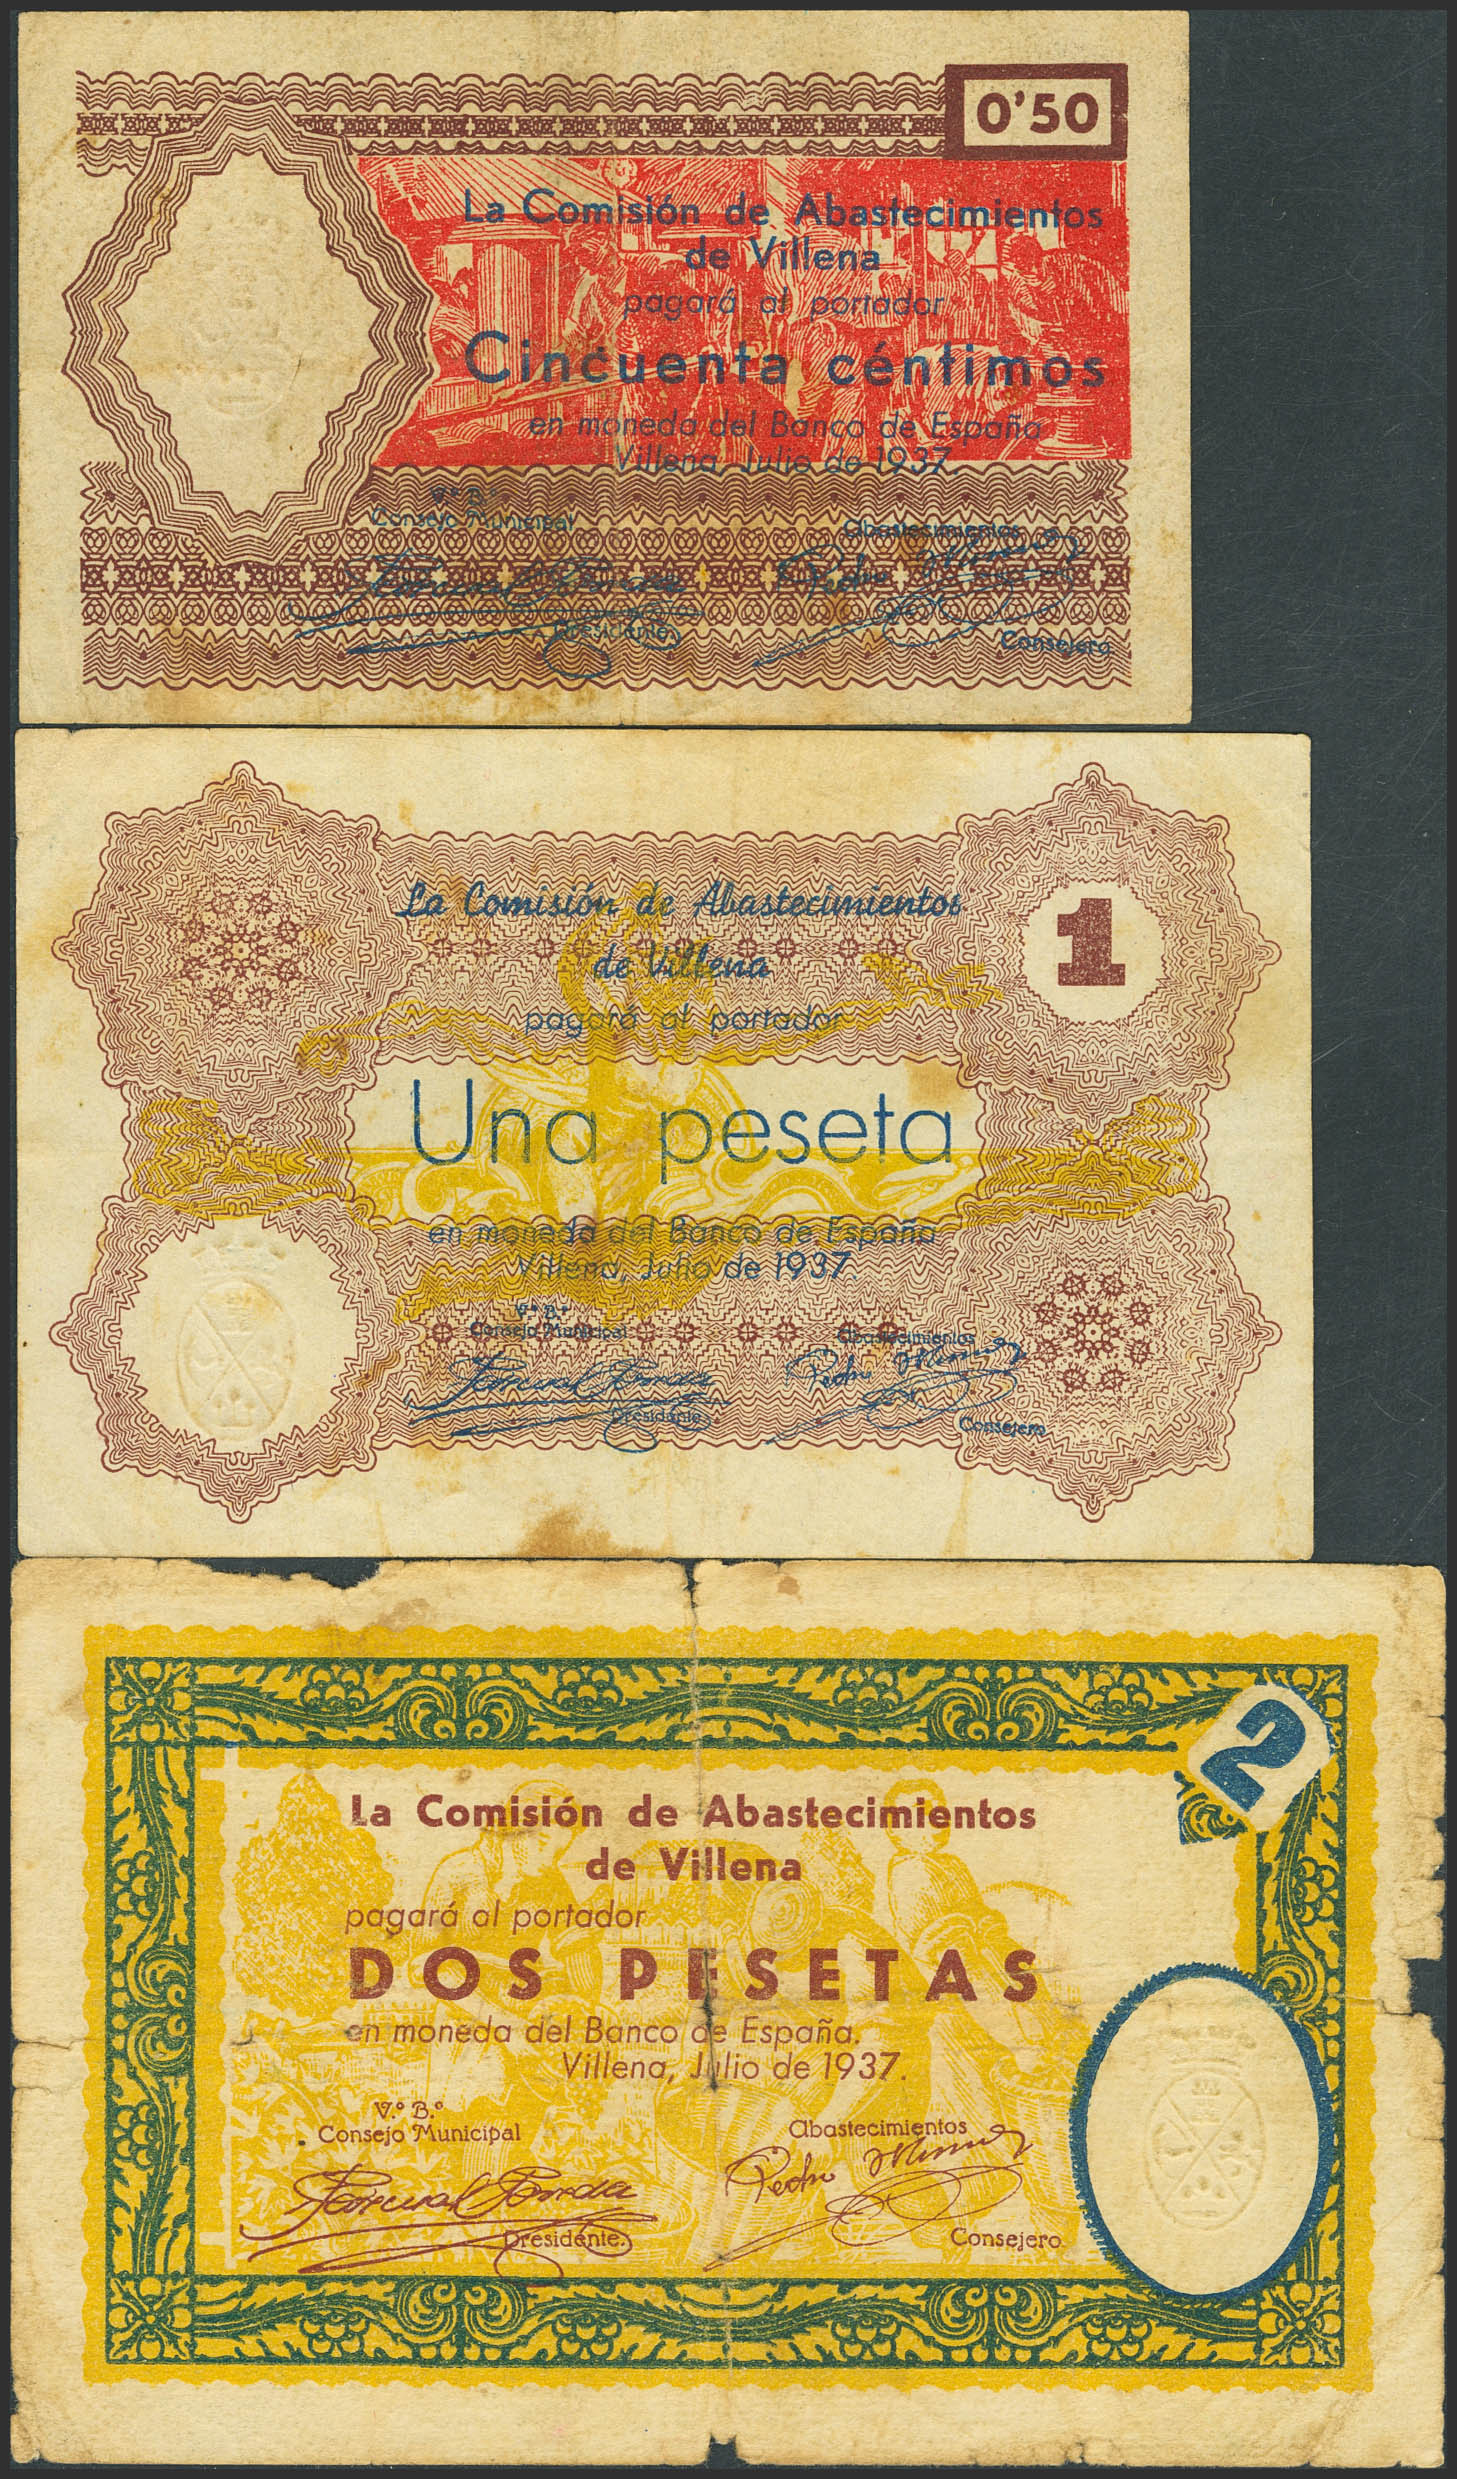 0'50
La Comisión de Abastecimientos
de Villena
pagará al portador
Cincuenta céntimos
en moneda del Banco de España
Villena, Julio de 1937.
V.º B.º
Consejo Municipal
Abastecimientos
Pedro
Presidente
Consejero
1
La Comisión de Abastecimientos
de Villena
pagará al portador
Una peseta
en moneda del Banco de España
Villena, Julio de 1937.
V.º B.º
Consejo Municipal
Abastecimientos
Pedro
Presidente
Consejero
2
La Comisión de Abastecimientos
de Villena
pagará al portador
DOS PESETAS
en moneda del Banco de España.
Villena, Julio de 1937.
V.º B.º
Consejo Municipal
Abastecimientos
Pedro
Presidente
Consejero